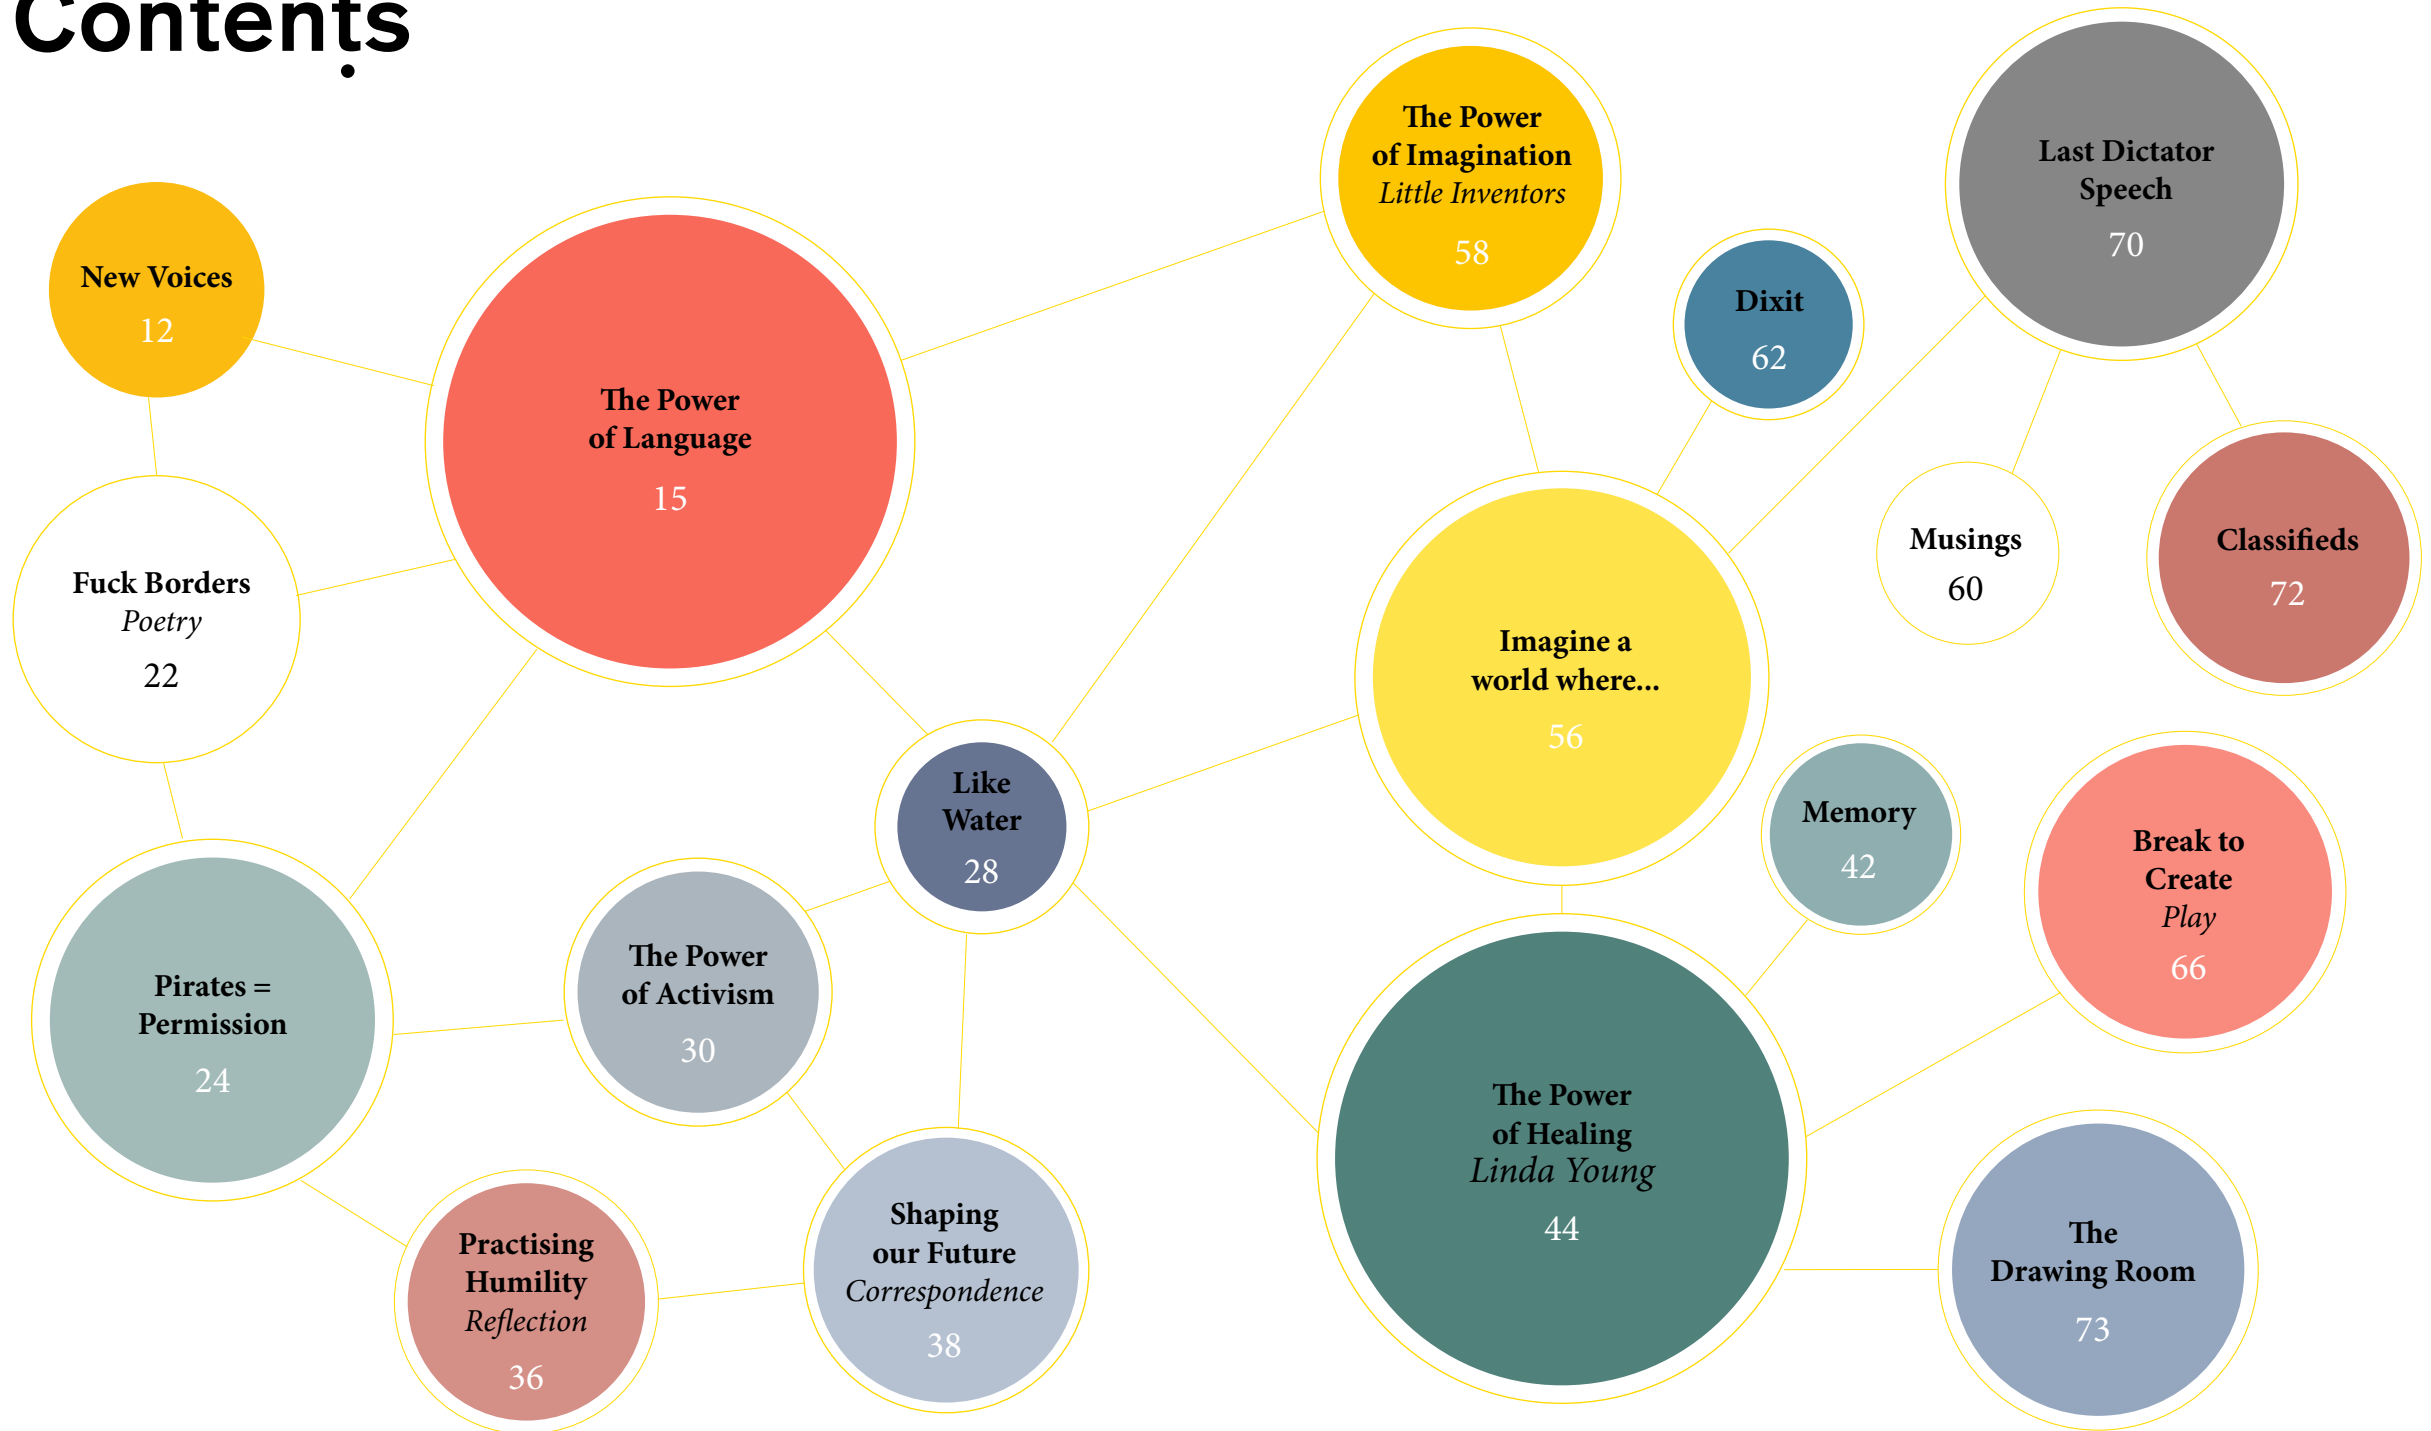 Contents
New Voices
12
The Power
of Language
15
Fuck Borders
Poetry
22
Pirates =
Permission
24
Like
Water
28
The Power
of Activism
30
Practising
Humility
Reflection
36
Shaping
our Future
Correspondence
38
The Power
of Imagination
Little Inventors
58
Dixit
62
Last Dictator
Speech
70
Musings
60
Classifieds
72
Imagine a
world where...
56
Memory
42
Break to
Create
Play
66
The Power
of Healing
Linda Young
44
The
Drawing Room
73